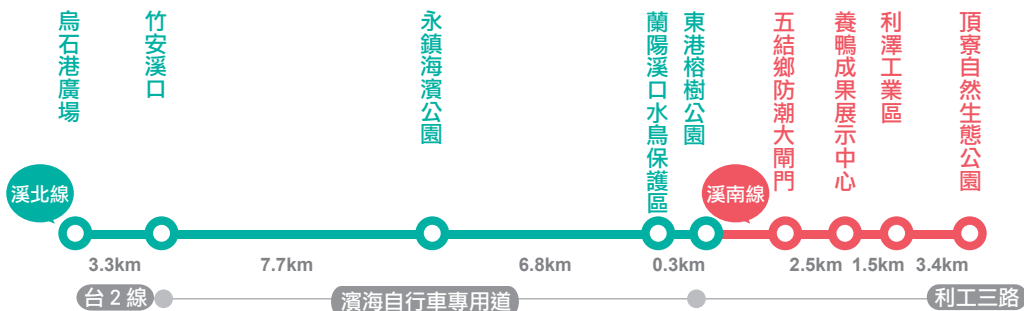 烏石港廣場
竹安溪口
永鎮海濱公園
蘭陽溪口水鳥保護區
東港榕樹公園
五結鄉防潮大閘門
養鴨成果展示中心
利澤工業區
頂寮自然生態公園
溪北線
溪南線
3.3km
7.7km
6.8km
0.3km
2.5km
1.5km
3.4km
台2線
濱海自行車專用道
利工三路